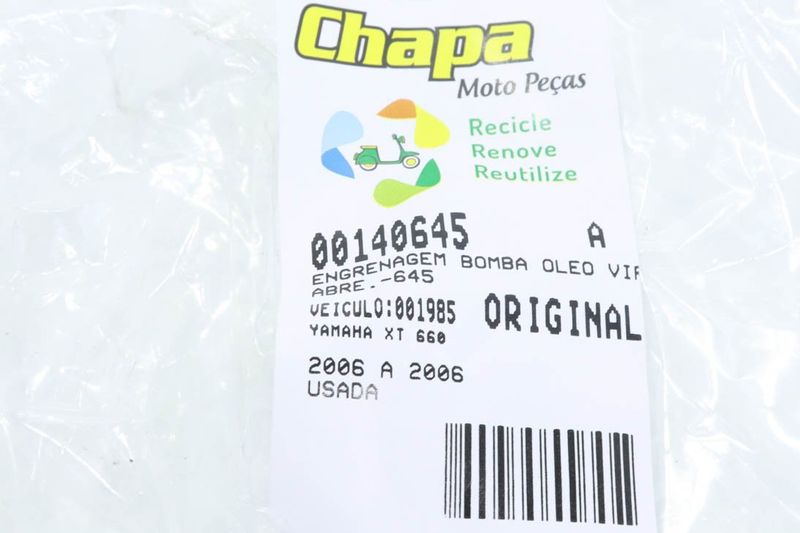 Chapa
Moto Peças
Recicle
Renove
Reutilize
00140645 A
ENGRENAGEM BOMBA OLEO VIR
ABRE.-645
VEICULO:001985 ORIGINAL
YAMAHA XT 660
2006 A 2006
USADA